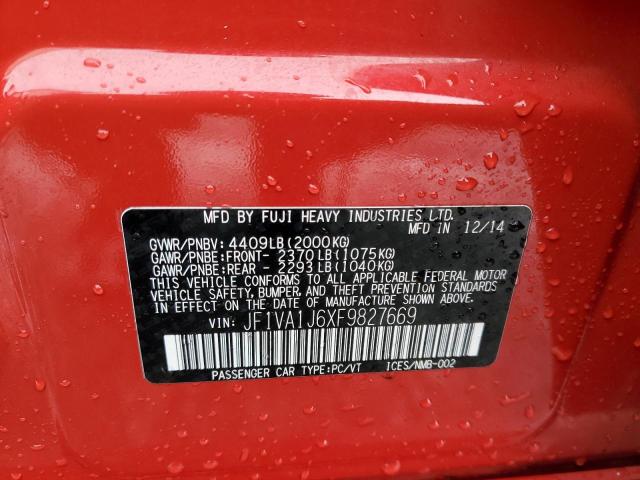 MFD BY FUJI HEAVY INDUSTRIES LTD.
MFD IN 12/14
GVWR/PNBV: 4409LB(2000KG)
GAWR/PNBE:FRONT- 2370LB(1075KG)
GAWR/PNBE:REAR - 2293LB(1040KG)
THIS VEHICLE CONFORMS TO ALL APPLICABLE FEDERAL MOTOR
VEHICLE SAFETY, BUMPER, AND THEFT PREVENTION STANDARDS
IN EFFECT ON THE DATE OF MANUFACTURE SHOWN ABOVE.
VIN: JF1VA1J6XF9827669
PASSENGER CAR TYPE:PC/VT ICES/NMB-002